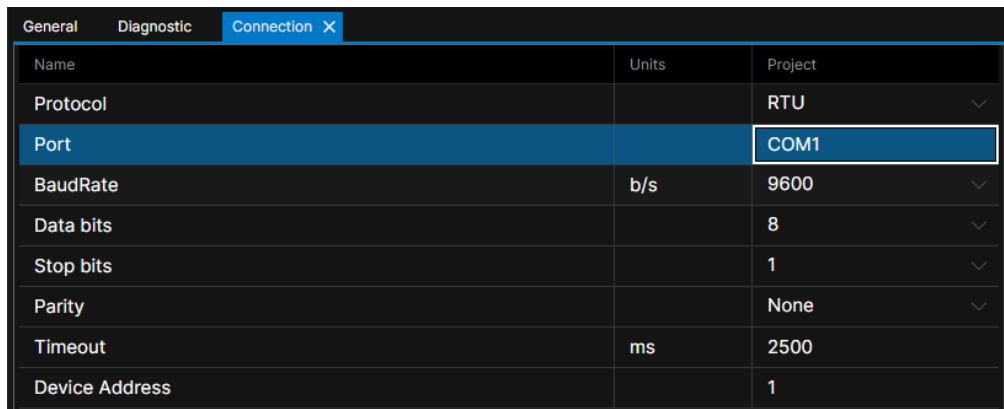 General Diagnostic Connection X
Name Units Project
Protocol RTU
Port COM1
BaudRate b/s 9600
Data bits 8
Stop bits 1
Parity None
Timeout ms 2500
Device Address 1